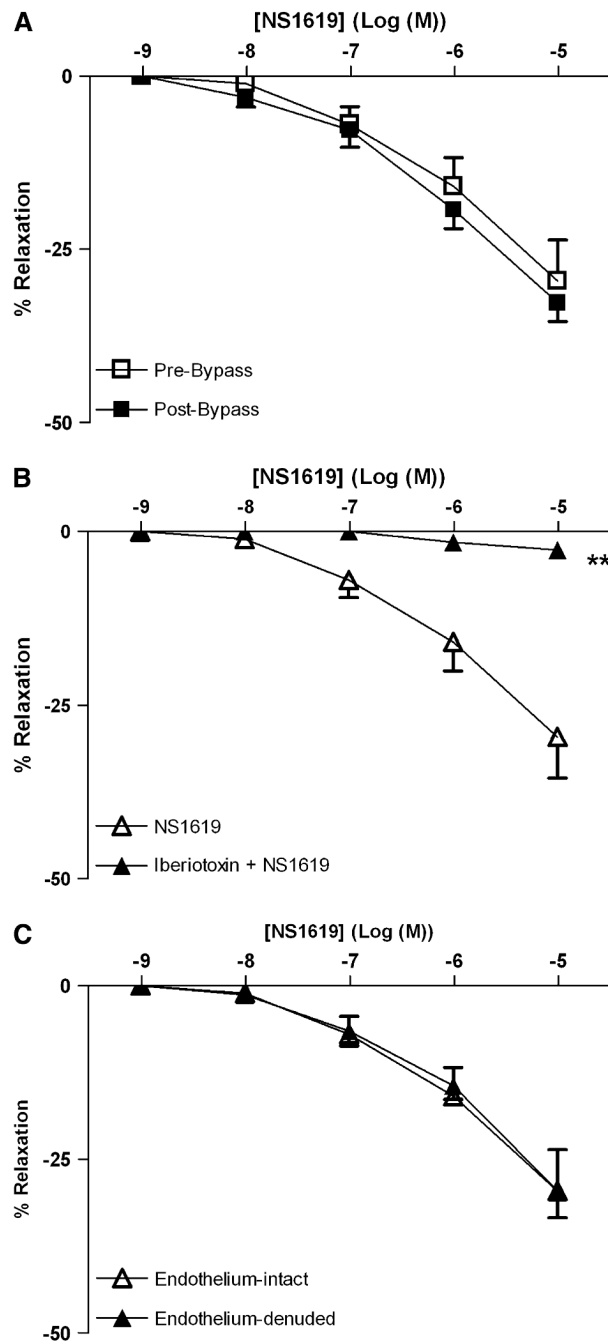 A
[NS1619] (Log (M))
-9 -8 -7 -6 -5
0
-25
-50
% Relaxation
Pre-Bypass
Post-Bypass
B
[NS1619] (Log (M))
-9 -8 -7 -6 -5
0
-25
-50
% Relaxation
**
NS1619
Iberiotoxin + NS1619
C
[NS1619] (Log (M))
-9 -8 -7 -6 -5
0
-25
-50
% Relaxation
Endothelium-intact
Endothelium-denuded